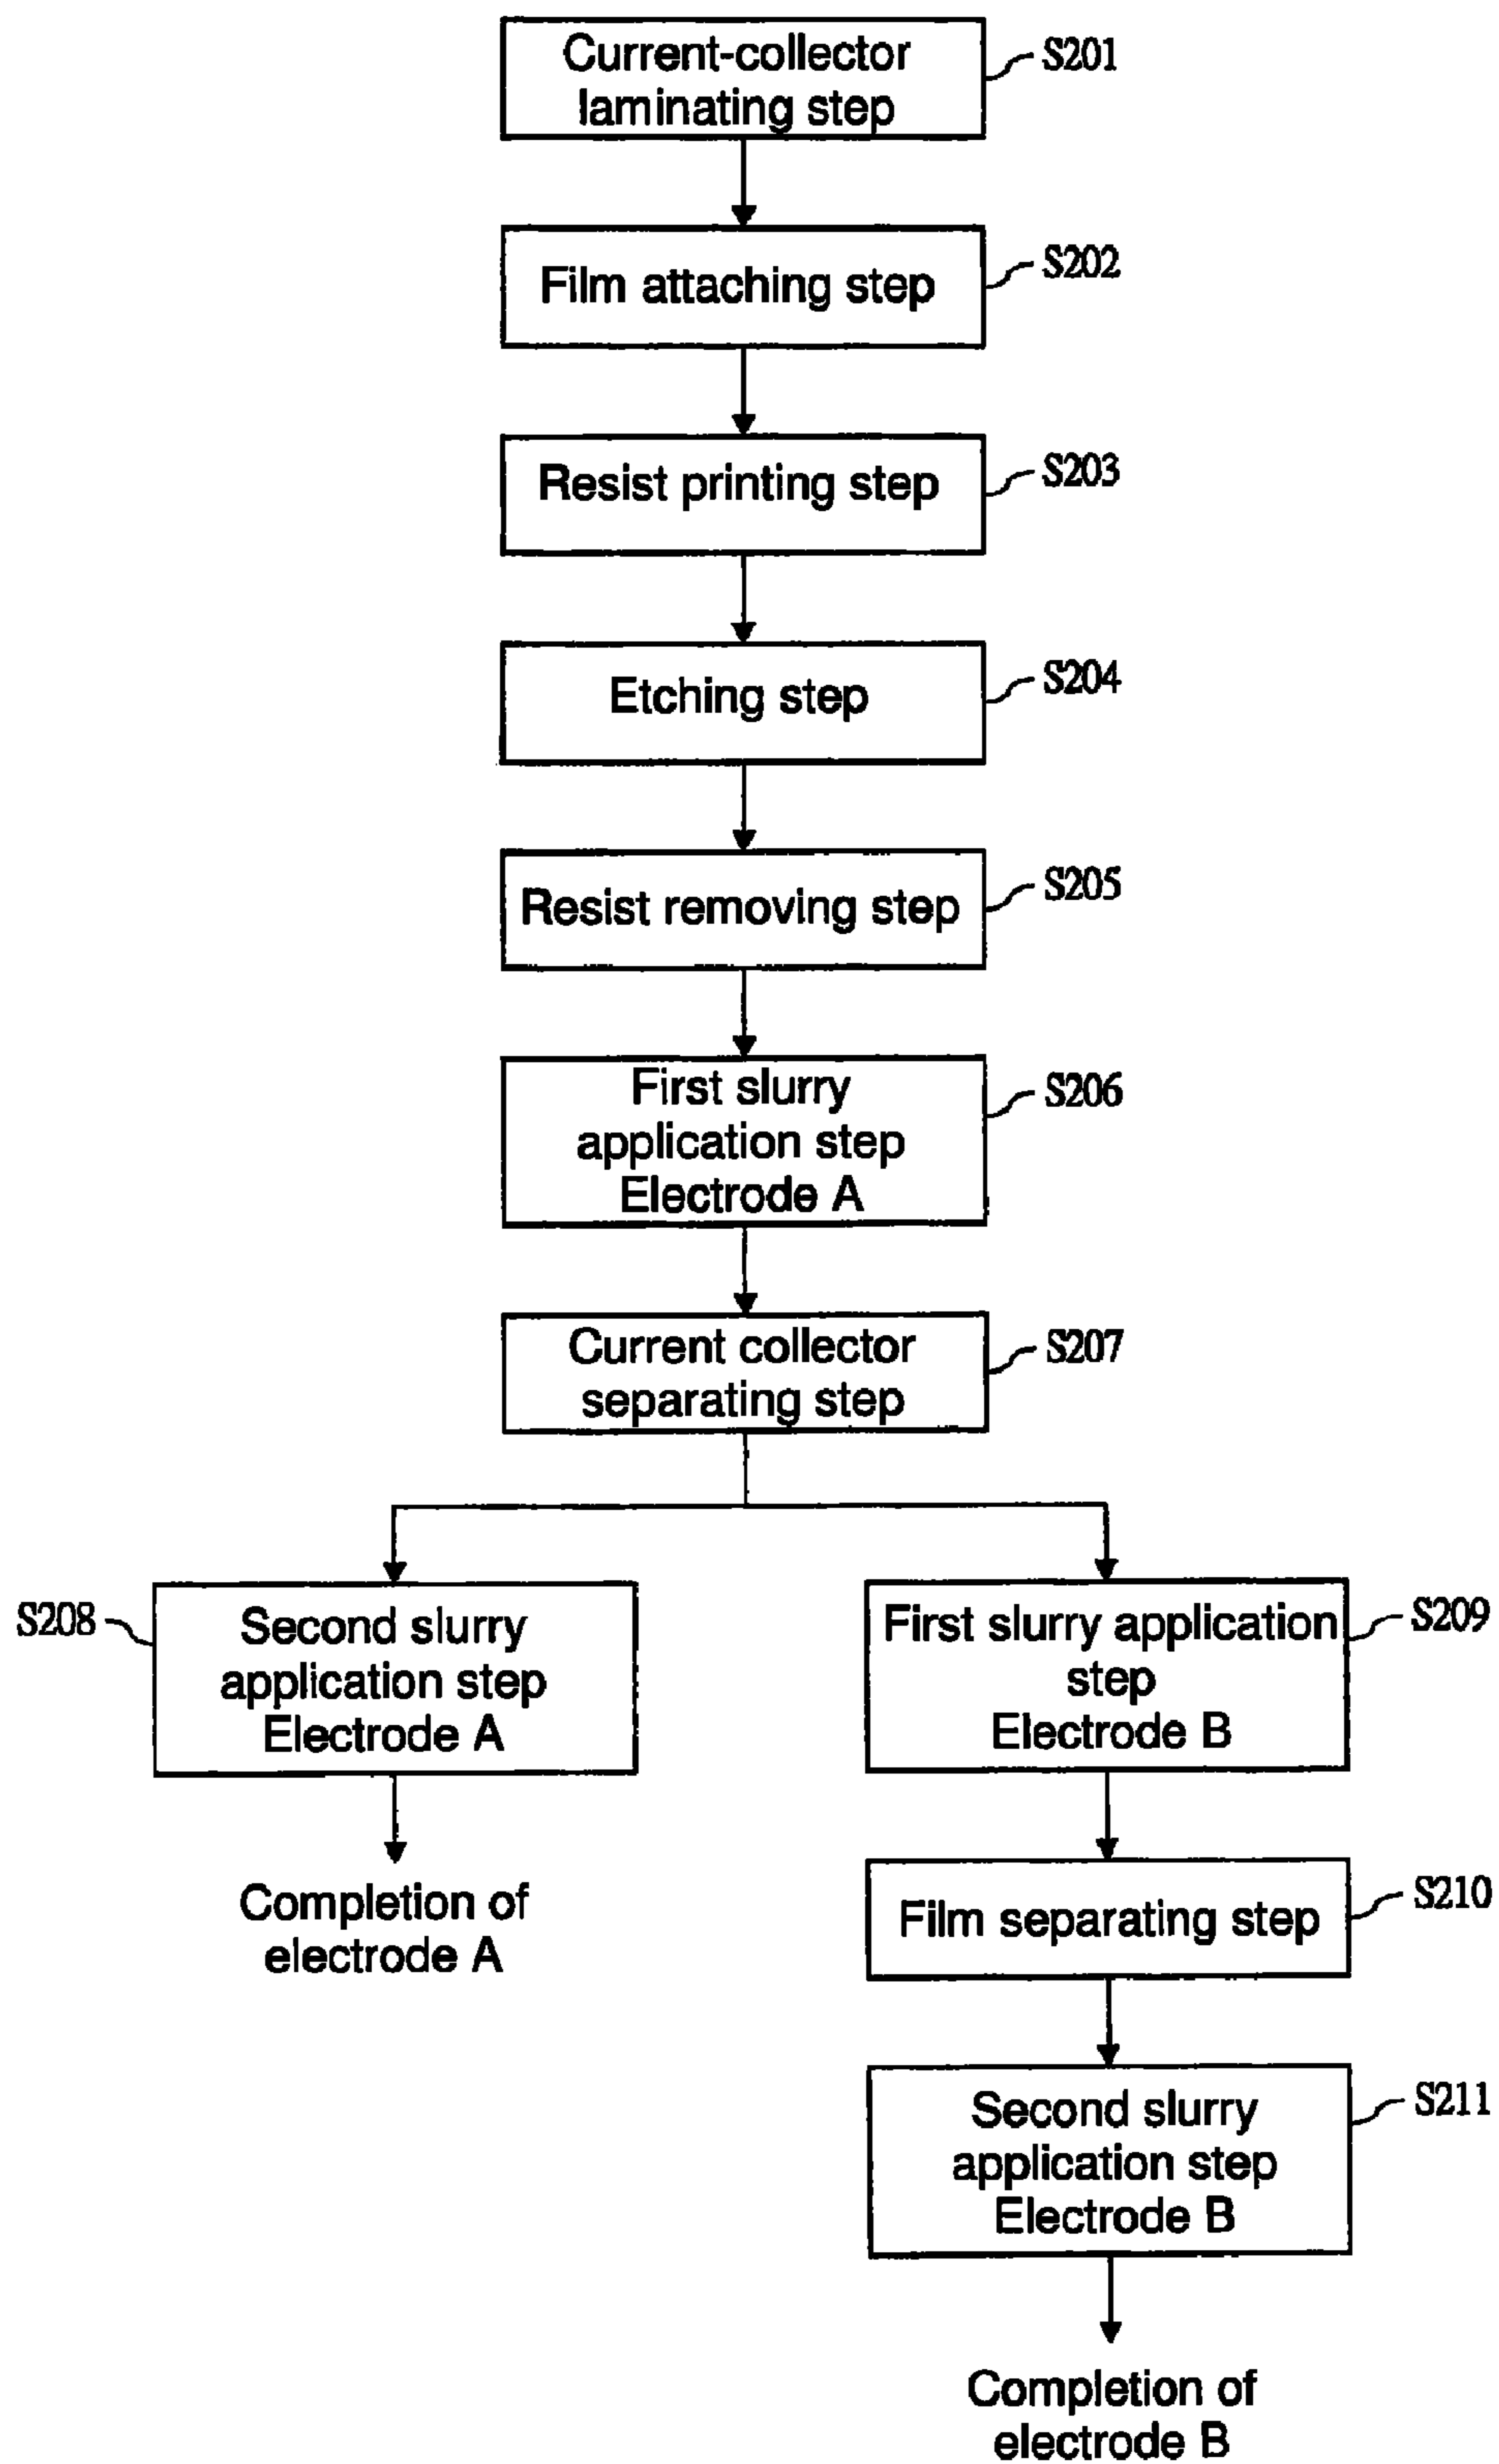 Current-collector
laminating step
S201
Film attaching step
S202
Resist printing step
S203
Etching step
S204
Resist removing step
S205
First slurry
application step
Electrode A
S206
Current collector
separating step
S207
S208
Second slurry
application step
Electrode A
Completion of
electrode A
First slurry application
step
Electrode B
S209
Film separating step
S210
Second slurry
application step
Electrode B
S211
Completion of
electrode B